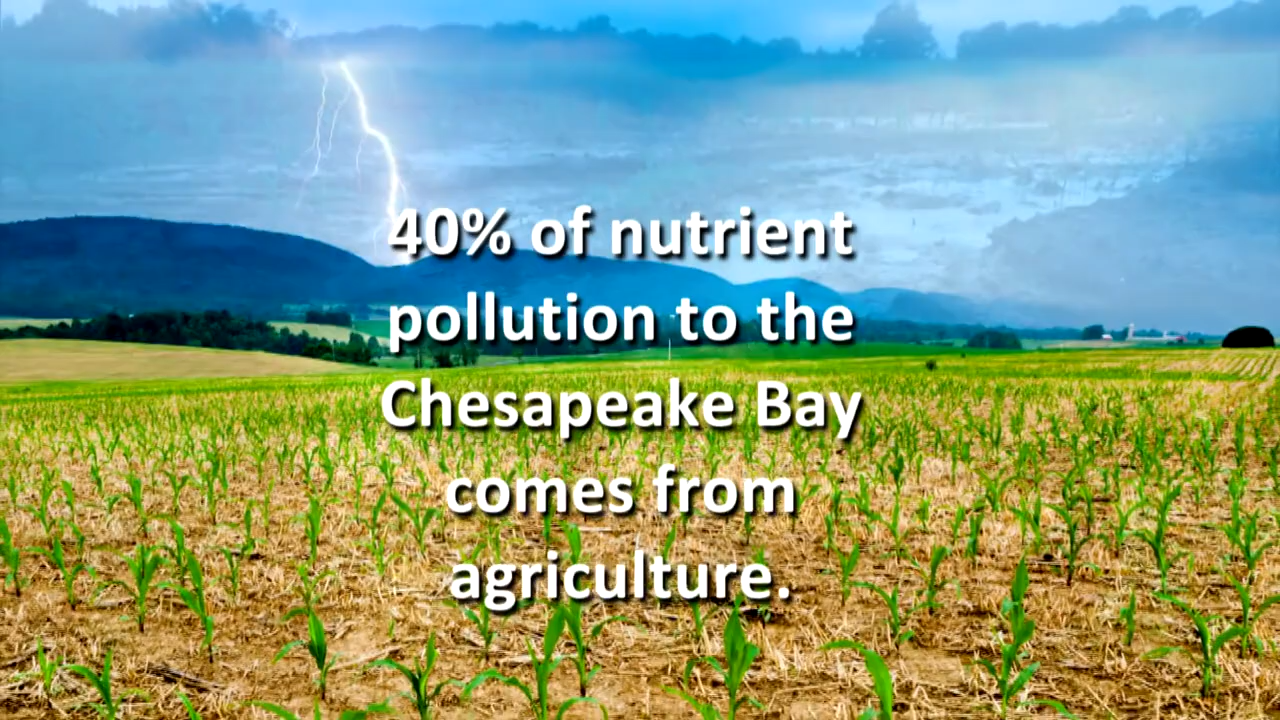 40% of nutrient
pollution to the
Chesapeake Bay
comes from
agriculture.